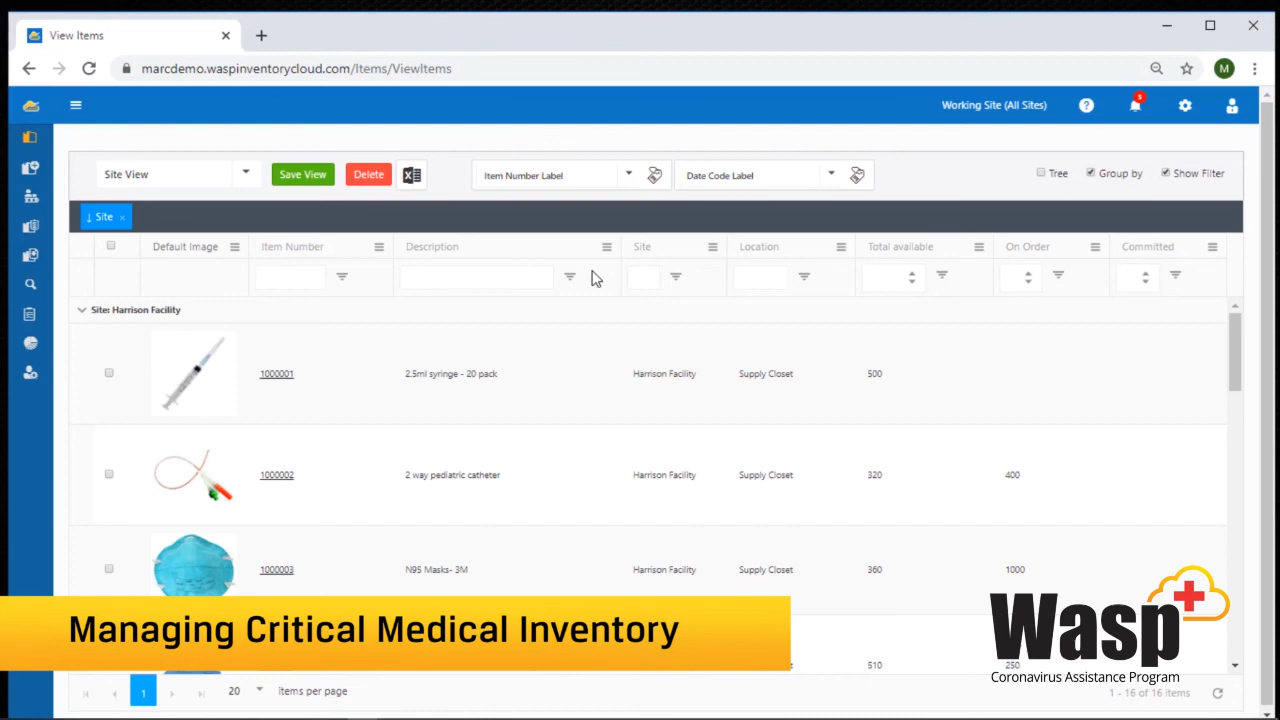 View Items
marcdemo.waspinventorycloud.com/Items/ViewItems
M
Working Site (All Sites)
?
5
Site View
Save View
Delete
Item Number Label
Date Code Label
Tree
Group by
Show Filter
↓ Site ×
Default Image
Item Number
Description
Site
Location
Total available
On Order
Committed
Site: Harrison Facility
1000001 2.5ml syringe - 20 pack Harrison Facility Supply Closet 500
1000002 2 way pediatric catheter Harrison Facility Supply Closet 320 400
1000003 N95 Masks- 3M Harrison Facility Supply Closet 360 1000
510 250
Managing Critical Medical Inventory
Wasp
Coronavirus Assistance Program
1
20
items per page
1 - 16 of 16 items